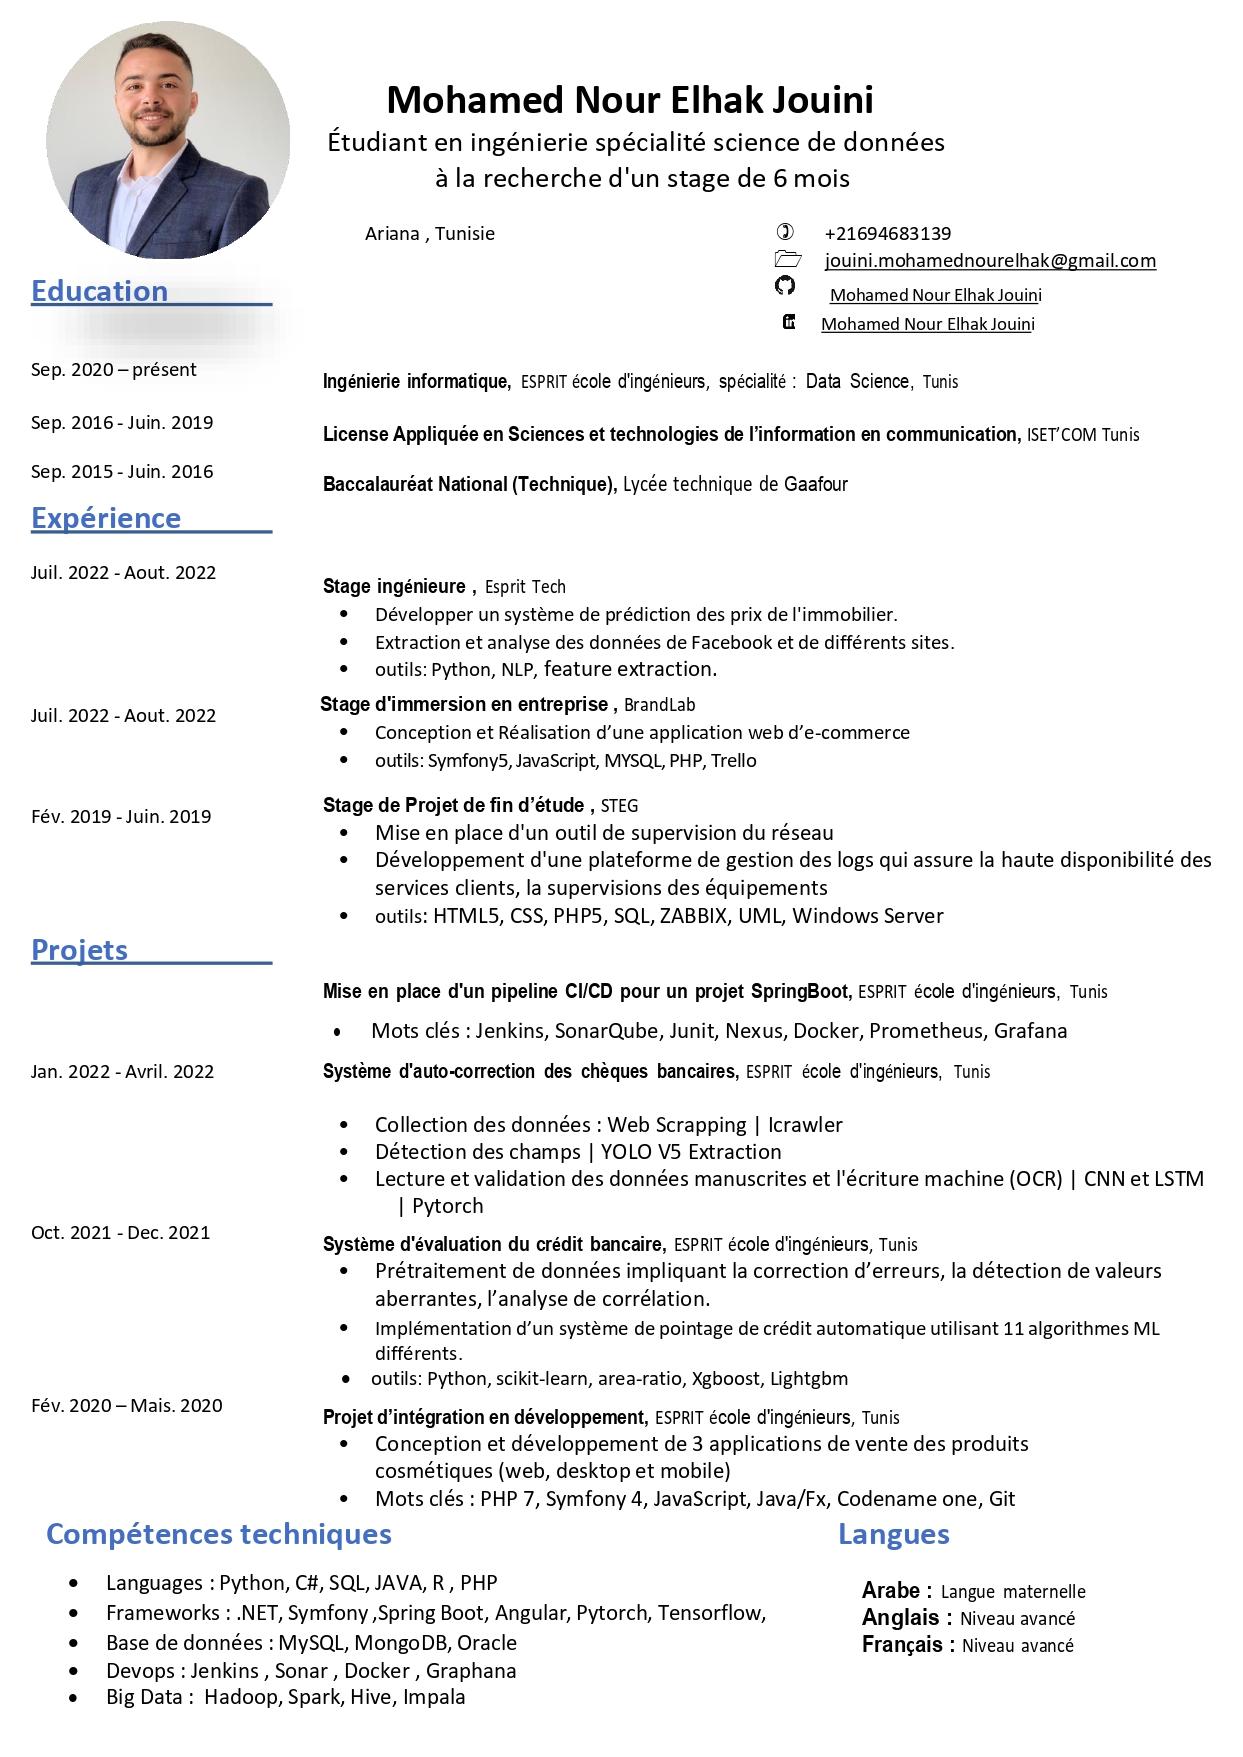 Mohamed Nour Elhak Jouini
Étudiant en ingénierie spécialité science de données
à la recherche d'un stage de 6 mois
Ariana , Tunisie
+21694683139
jouini.mohamednourelhak@gmail.com
Mohamed Nour Elhak Jouini
Mohamed Nour Elhak Jouini
Education
Sep. 2020 – présent
Ingénierie informatique, ESPRIT école d'ingénieurs, spécialité : Data Science, Tunis
Sep. 2016 - Juin. 2019
License Appliquée en Sciences et technologies de l’information en communication, ISET’COM Tunis
Sep. 2015 - Juin. 2016
Baccalauréat National (Technique), Lycée technique de Gaafour
Expérience
Juil. 2022 - Aout. 2022
Stage ingénieure , Esprit Tech
• Développer un système de prédiction des prix de l'immobilier.
• Extraction et analyse des données de Facebook et de différents sites.
• outils: Python, NLP, feature extraction.
Juil. 2022 - Aout. 2022
Stage d'immersion en entreprise , BrandLab
• Conception et Réalisation d’une application web d’e-commerce
• outils: Symfony5, JavaScript, MYSQL, PHP, Trello
Fév. 2019 - Juin. 2019
Stage de Projet de fin d’étude , STEG
• Mise en place d'un outil de supervision du réseau
• Développement d'une plateforme de gestion des logs qui assure la haute disponibilité des
services clients, la supervisions des équipements
• outils: HTML5, CSS, PHP5, SQL, ZABBIX, UML, Windows Server
Projets
Mise en place d'un pipeline CI/CD pour un projet SpringBoot, ESPRIT école d'ingénieurs, Tunis
• Mots clés : Jenkins, SonarQube, Junit, Nexus, Docker, Prometheus, Grafana
Jan. 2022 - Avril. 2022
Système d'auto-correction des chèques bancaires, ESPRIT école d'ingénieurs, Tunis
• Collection des données : Web Scrapping | Icrawler
• Détection des champs | YOLO V5 Extraction
• Lecture et validation des données manuscrites et l'écriture machine (OCR) | CNN et LSTM
| Pytorch
Oct. 2021 - Dec. 2021
Système d'évaluation du crédit bancaire, ESPRIT école d'ingénieurs, Tunis
• Prétraitement de données impliquant la correction d’erreurs, la détection de valeurs
aberrantes, l’analyse de corrélation.
• Implémentation d’un système de pointage de crédit automatique utilisant 11 algorithmes ML
différents.
• outils: Python, scikit-learn, area-ratio, Xgboost, Lightgbm
Fév. 2020 – Mais. 2020
Projet d’intégration en développement, ESPRIT école d'ingénieurs, Tunis
• Conception et développement de 3 applications de vente des produits
cosmétiques (web, desktop et mobile)
• Mots clés : PHP 7, Symfony 4, JavaScript, Java/Fx, Codename one, Git
Compétences techniques
• Languages : Python, C#, SQL, JAVA, R , PHP
• Frameworks : .NET, Symfony ,Spring Boot, Angular, Pytorch, Tensorflow,
• Base de données : MySQL, MongoDB, Oracle
• Devops : Jenkins , Sonar , Docker , Graphana
• Big Data : Hadoop, Spark, Hive, Impala
Langues
Arabe : Langue maternelle
Anglais : Niveau avancé
Français : Niveau avancé